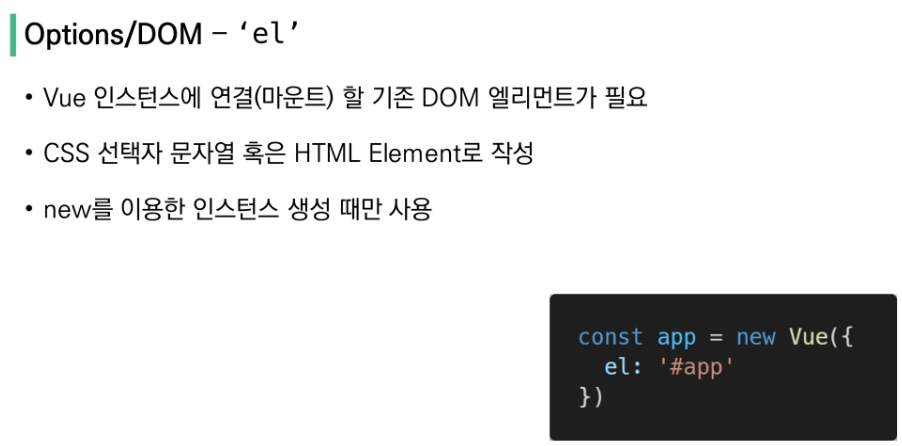 Options/DOM – ‘el’
• Vue 인스턴스에 연결(마운트) 할 기존 DOM 엘리먼트가 필요
• CSS 선택자 문자열 혹은 HTML Element로 작성
• new를 이용한 인스턴스 생성 때만 사용
const app = new Vue({
  el: '#app'
})